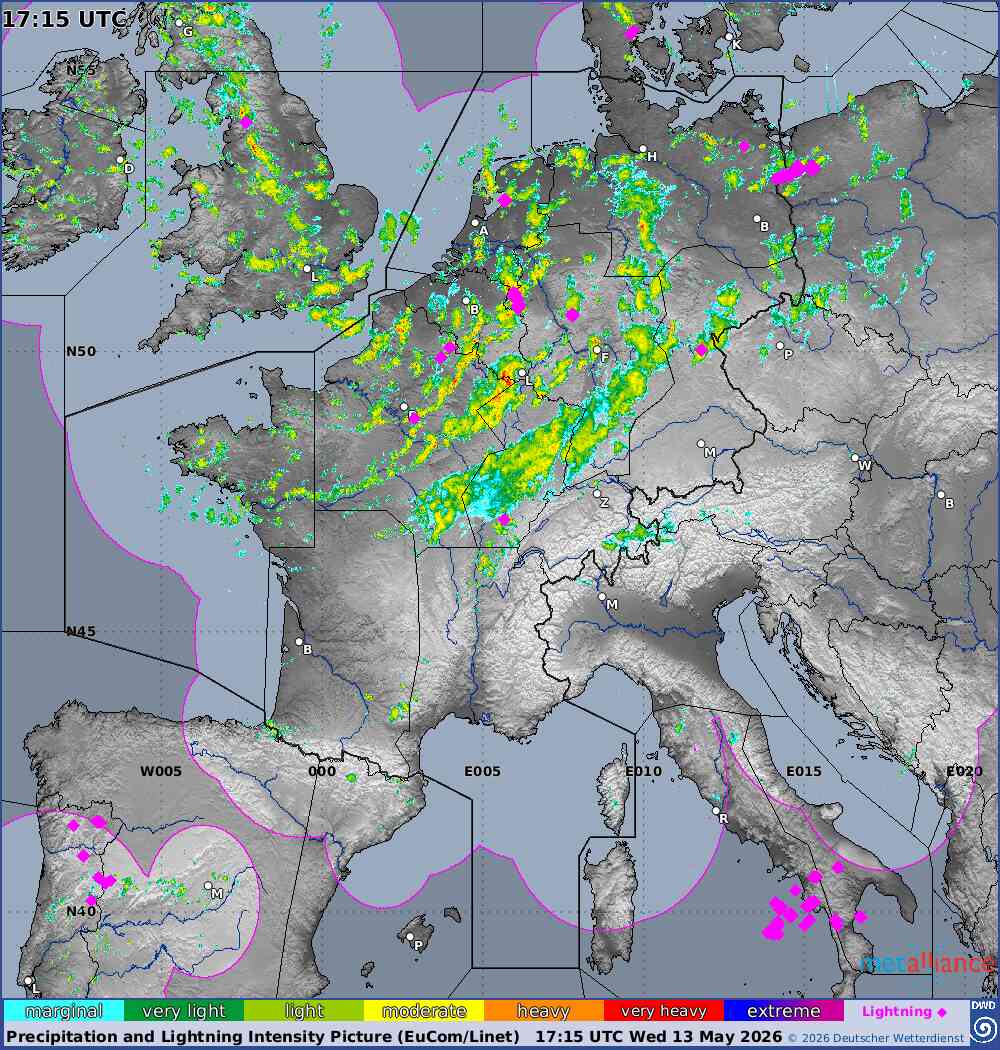 17:15 UTC
G
K
N55
H
D
A
B
L
B
N50
P
F
L
P
M
W
Z
B
M
N45
B
W005
000
E005
E010
E015
E020
R
M
N40
P
L
metalliance
marginal
very light
light
moderate
heavy
very heavy
extreme
Lightning
DWD
Precipitation and Lightning Intensity Picture (EuCom/Linet) 17:15 UTC Wed 13 May 2026 © 2026 Deutscher Wetterdienst